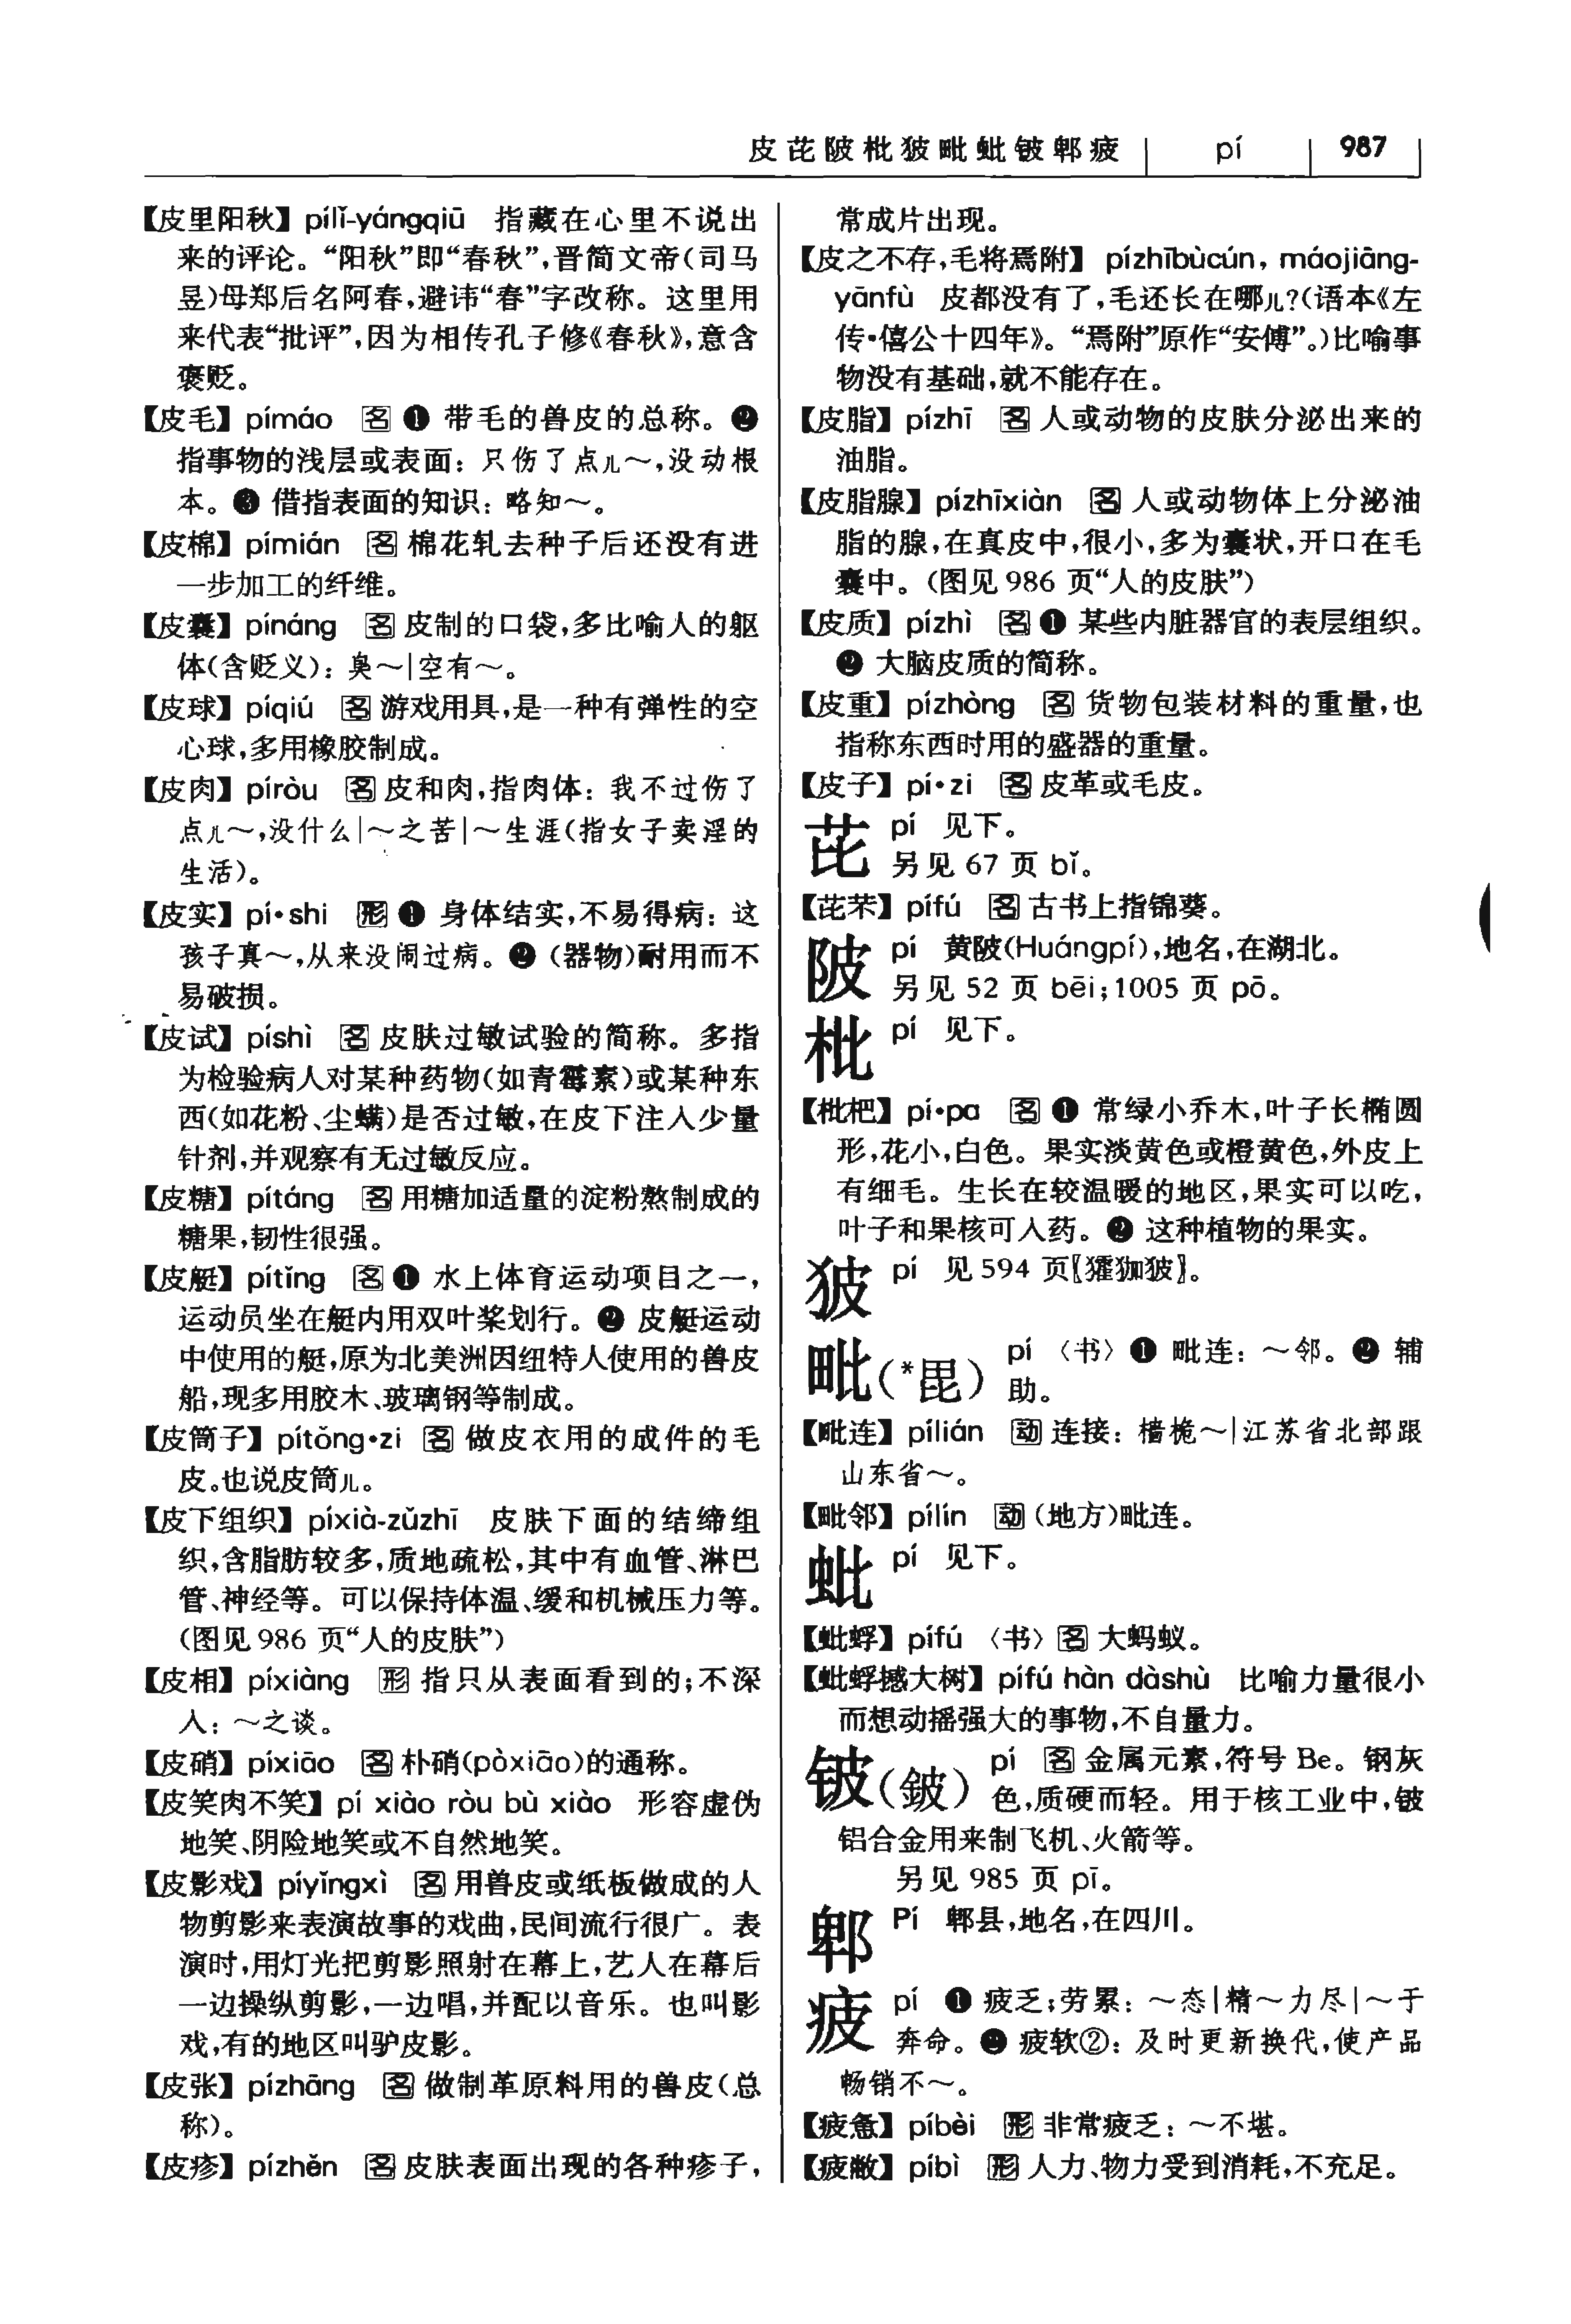 皮芘陂枇狓毗蚍铍郫疲 pí 987
【皮里阳秋】pílǐ-yángqiū 指藏在心里不说出
来的评论。“阳秋”即“春秋”,晋简文帝(司马
昱)母郑后名阿春,避讳“春”字改称。这里用
来代表“批评”,因为相传孔子修《春秋》,意含
褒贬。
【皮毛】pímáo 名 ❶ 带毛的兽皮的总称。❷
指事物的浅层或表面:只伤了点儿～,没动根
本。❸ 借指表面的知识:略知～。
【皮棉】pímián 名 棉花轧去种子后还没有进
一步加工的纤维。
【皮囊】pínáng 名 皮制的口袋,多比喻人的躯
体(含贬义):臭～|空有～。
【皮球】píqiú 名 游戏用具,是一种有弹性的空
心球,多用橡胶制成。
【皮肉】píròu 名 皮和肉,指肉体:我不过伤了
点儿～,没什么|～之苦|～生涯(指女子卖淫的
生活)。
【皮实】pí•shi 形 ❶ 身体结实,不易得病:这
孩子真～,从来没闹过病。❷ (器物)耐用而不
易破损。
【皮试】píshì 名 皮肤过敏试验的简称。多指
为检验病人对某种药物(如青霉素)或某种东
西(如花粉、尘螨)是否过敏,在皮下注入少量
针剂,并观察有无过敏反应。
【皮糖】pítáng 名 用糖加适量的淀粉熬制成的
糖果,韧性很强。
【皮艇】pítǐng 名 ❶ 水上体育运动项目之一,
运动员坐在艇内用双叶桨划行。❷ 皮艇运动
中使用的艇,原为北美洲因纽特人使用的兽皮
船,现多用胶木、玻璃钢等制成。
【皮筒子】pítǒng•zi 名 做皮衣用的成件的毛
皮。也说皮筒儿。
【皮下组织】píxià-zǔzhī 皮肤下面的结缔组
织,含脂肪较多,质地疏松,其中有血管、淋巴
管、神经等。可以保持体温、缓和机械压力等。
(图见986 页“人的皮肤”)
【皮相】píxiàng 形 指只从表面看到的;不深
入:～之谈。
【皮硝】píxiāo 名 朴硝(pòxiāo)的通称。
【皮笑肉不笑】pí xiào ròu bù xiào 形容虚伪
地笑、阴险地笑或不自然地笑。
【皮影戏】píyǐngxì 名 用兽皮或纸板做成的人
物剪影来表演故事的戏曲,民间流行很广。表
演时,用灯光把剪影照射在幕上,艺人在幕后
一边操纵剪影,一边唱,并配以音乐。也叫影
戏,有的地区叫驴皮影。
【皮张】pízhāng 名 做制革原料用的兽皮(总
称)。
【皮疹】pízhěn 名 皮肤表面出现的各种疹子,
常成片出现。
【皮之不存,毛将焉附】pízhībùcún, máojiāng-
yānfù 皮都没有了,毛还长在哪儿?(语本《左
传•僖公十四年》。“焉附”原作“安傅”。)比喻事
物没有基础,就不能存在。
【皮脂】pízhī 名 人或动物的皮肤分泌出来的
油脂。
【皮脂腺】pízhīxiàn 名 人或动物体上分泌油
脂的腺,在真皮中,很小,多为囊状,开口在毛
囊中。(图见986 页“人的皮肤”)
【皮质】pízhì 名 ❶ 某些内脏器官的表层组织。
❷ 大脑皮质的简称。
【皮重】pízhòng 名 货物包装材料的重量,也
指称东西时用的盛器的重量。
【皮子】pí•zi 名 皮革或毛皮。
芘 pí 见下。
另见 67 页 bǐ。
【芘芣】pífú 名 古书上指锦葵。
陂 pí 黄陂(Huángpí),地名,在湖北。
另见 52 页 bēi;1005 页 pō。
枇 pí 见下。
【枇杷】pí•pa 名 ❶ 常绿小乔木,叶子长椭圆
形,花小,白色。果实淡黄色或橙黄色,外皮上
有细毛。生长在较温暖的地区,果实可以吃,
叶子和果核可入药。❷ 这种植物的果实。
狓 pí 见594 页〖㺢㹢狓〗。
毗(*毘) pí 〈书〉❶ 毗连:～邻。❷ 辅
助。
【毗连】pílián 动 连接:樯桅～|江苏省北部跟
山东省～。
【毗邻】pílín 动 (地方)毗连。
蚍 pí 见下。
【蚍蜉】pífú 〈书〉名 大蚂蚁。
【蚍蜉撼大树】pífú hàn dàshù 比喻力量很小
而想动摇强大的事物,不自量力。
铍(鈹) pí 名 金属元素,符号 Be。钢灰
色,质硬而轻。用于核工业中,铍
铝合金用来制飞机、火箭等。
另见 985 页 pī。
郫 Pí 郫县,地名,在四川。
疲 pí ❶ 疲乏;劳累:～态|精～力尽|～于
奔命。❷ 疲软②:及时更新换代,使产品
畅销不～。
【疲惫】píbèi 形 非常疲乏:～不堪。
【疲敝】píbì 形 人力、物力受到消耗,不充足。